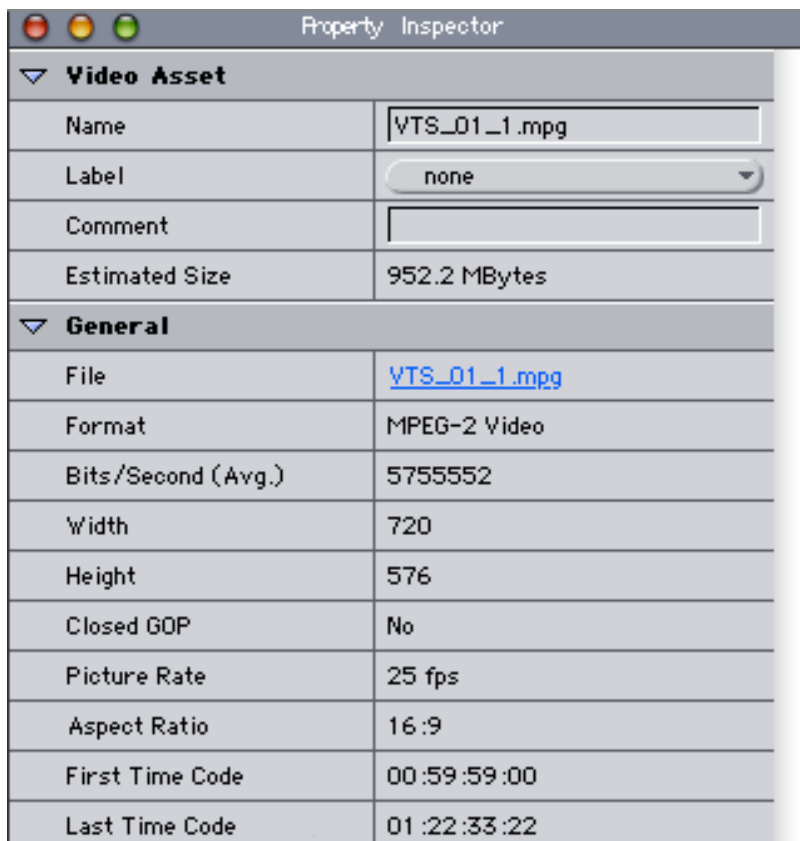 Property Inspector
Video Asset
Name VTS_01_1.mpg
Label none
Comment
Estimated Size 952.2 MBytes
General
File VTS_01_1.mpg
Format MPEG-2 Video
Bits/Second (Avg.) 5755552
Width 720
Height 576
Closed GOP No
Picture Rate 25 fps
Aspect Ratio 16:9
First Time Code 00:59:59:00
Last Time Code 01:22:33:22